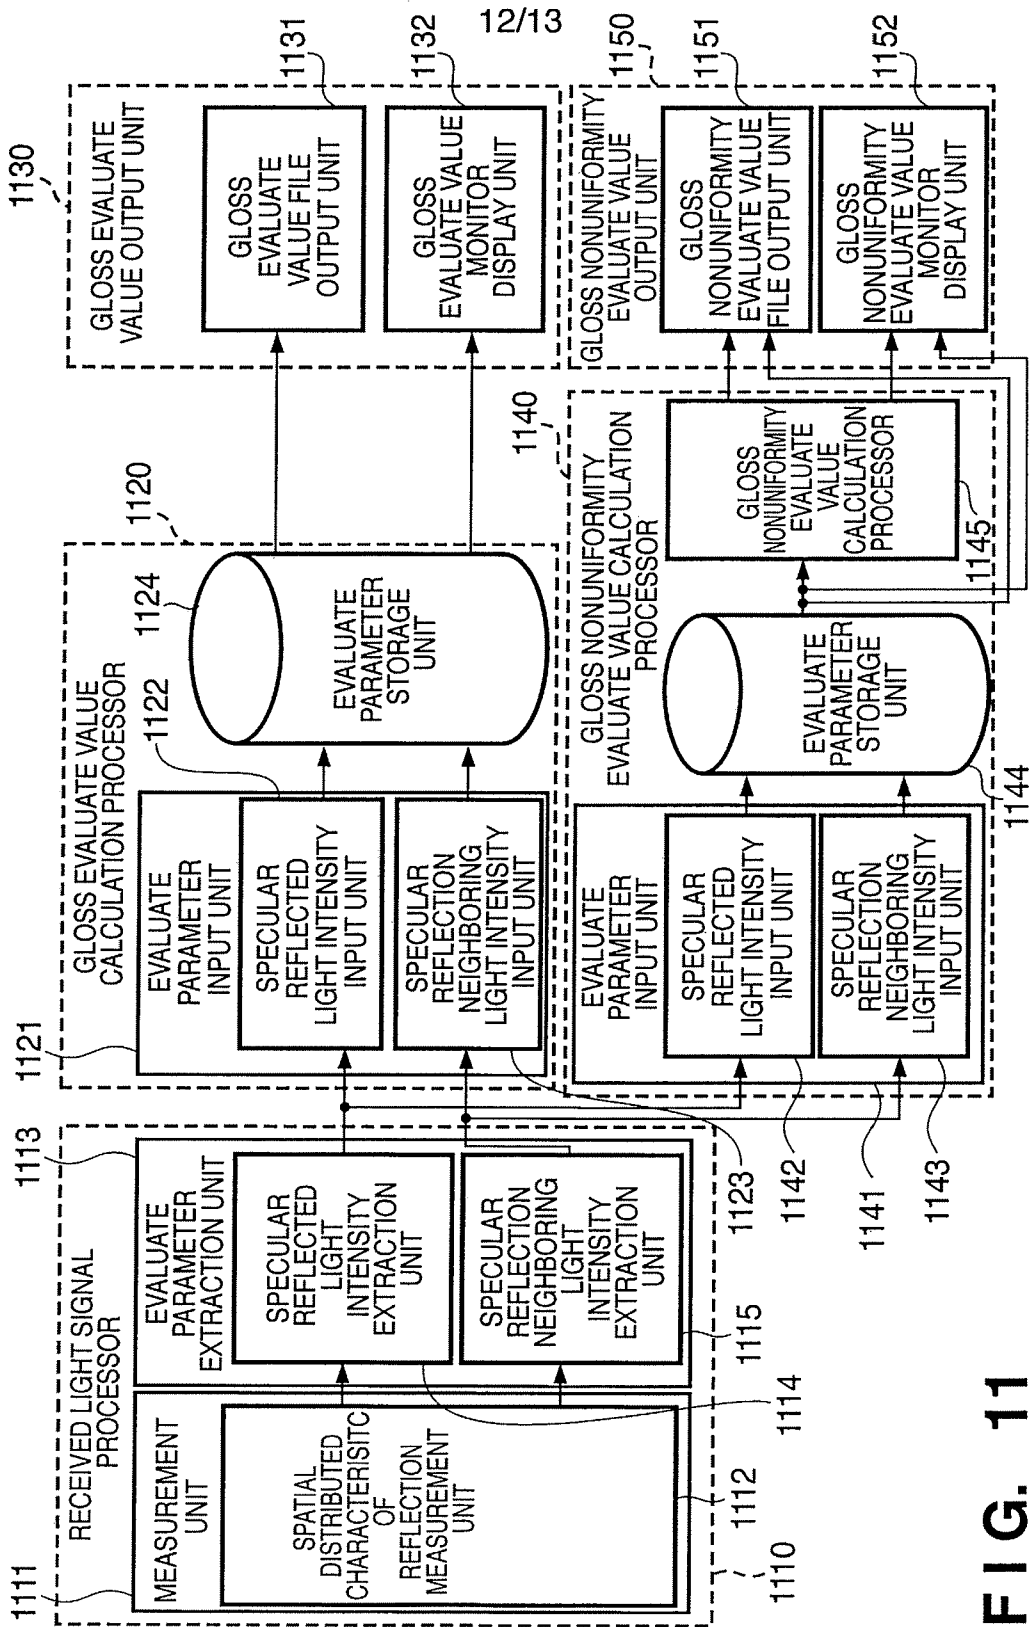 12/13
RECEIVED LIGHT SIGNAL
PROCESSOR
1111
MEASUREMENT
UNIT
SPATIAL
DISTRIBUTED
CHARACTERISITC
OF
REFLECTION
MEASUREMENT
UNIT
1112
1110
1113
EVALUATE
PARAMETER
EXTRACTION UNIT
SPECULAR
REFLECTED
LIGHT
INTENSITY
EXTRACTION
UNIT
1114
SPECULAR
REFLECTION
NEIGHBORING
LIGHT
INTENSITY
EXTRACTION
UNIT
1115
GLOSS EVALUATE VALUE
CALCULATION PROCESSOR
1120
1121
EVALUATE
PARAMETER
INPUT UNIT
SPECULAR
REFLECTED
LIGHT INTENSITY
INPUT UNIT
1122
SPECULAR
REFLECTION
NEIGHBORING
LIGHT INTENSITY
INPUT UNIT
1123
1124
EVALUATE
PARAMETER
STORAGE
UNIT
1130
GLOSS EVALUATE
VALUE OUTPUT UNIT
GLOSS
EVALUATE
VALUE FILE
OUTPUT UNIT
1131
GLOSS
EVALUATE VALUE
MONITOR
DISPLAY UNIT
1132
GLOSS NONUNIFORMITY
EVALUATE VALUE CALCULATION
PROCESSOR
1140
EVALUATE
PARAMETER
INPUT UNIT
1141
SPECULAR
REFLECTED
LIGHT INTENSITY
INPUT UNIT
1142
SPECULAR
REFLECTION
NEIGHBORING
LIGHT INTENSITY
INPUT UNIT
1143
EVALUATE
PARAMETER
STORAGE
UNIT
1144
GLOSS
NONUNIFORMITY
EVALUATE
VALUE
CALCULATION
PROCESSOR
1145
GLOSS NONUNIFORMITY
EVALUATE VALUE
OUTPUT UNIT
1150
GLOSS
NONUNIFORMITY
EVALUATE VALUE
FILE OUTPUT UNIT
1151
GLOSS
NONUNIFORMITY
EVALUATE VALUE
MONITOR
DISPLAY UNIT
1152
FIG. 11